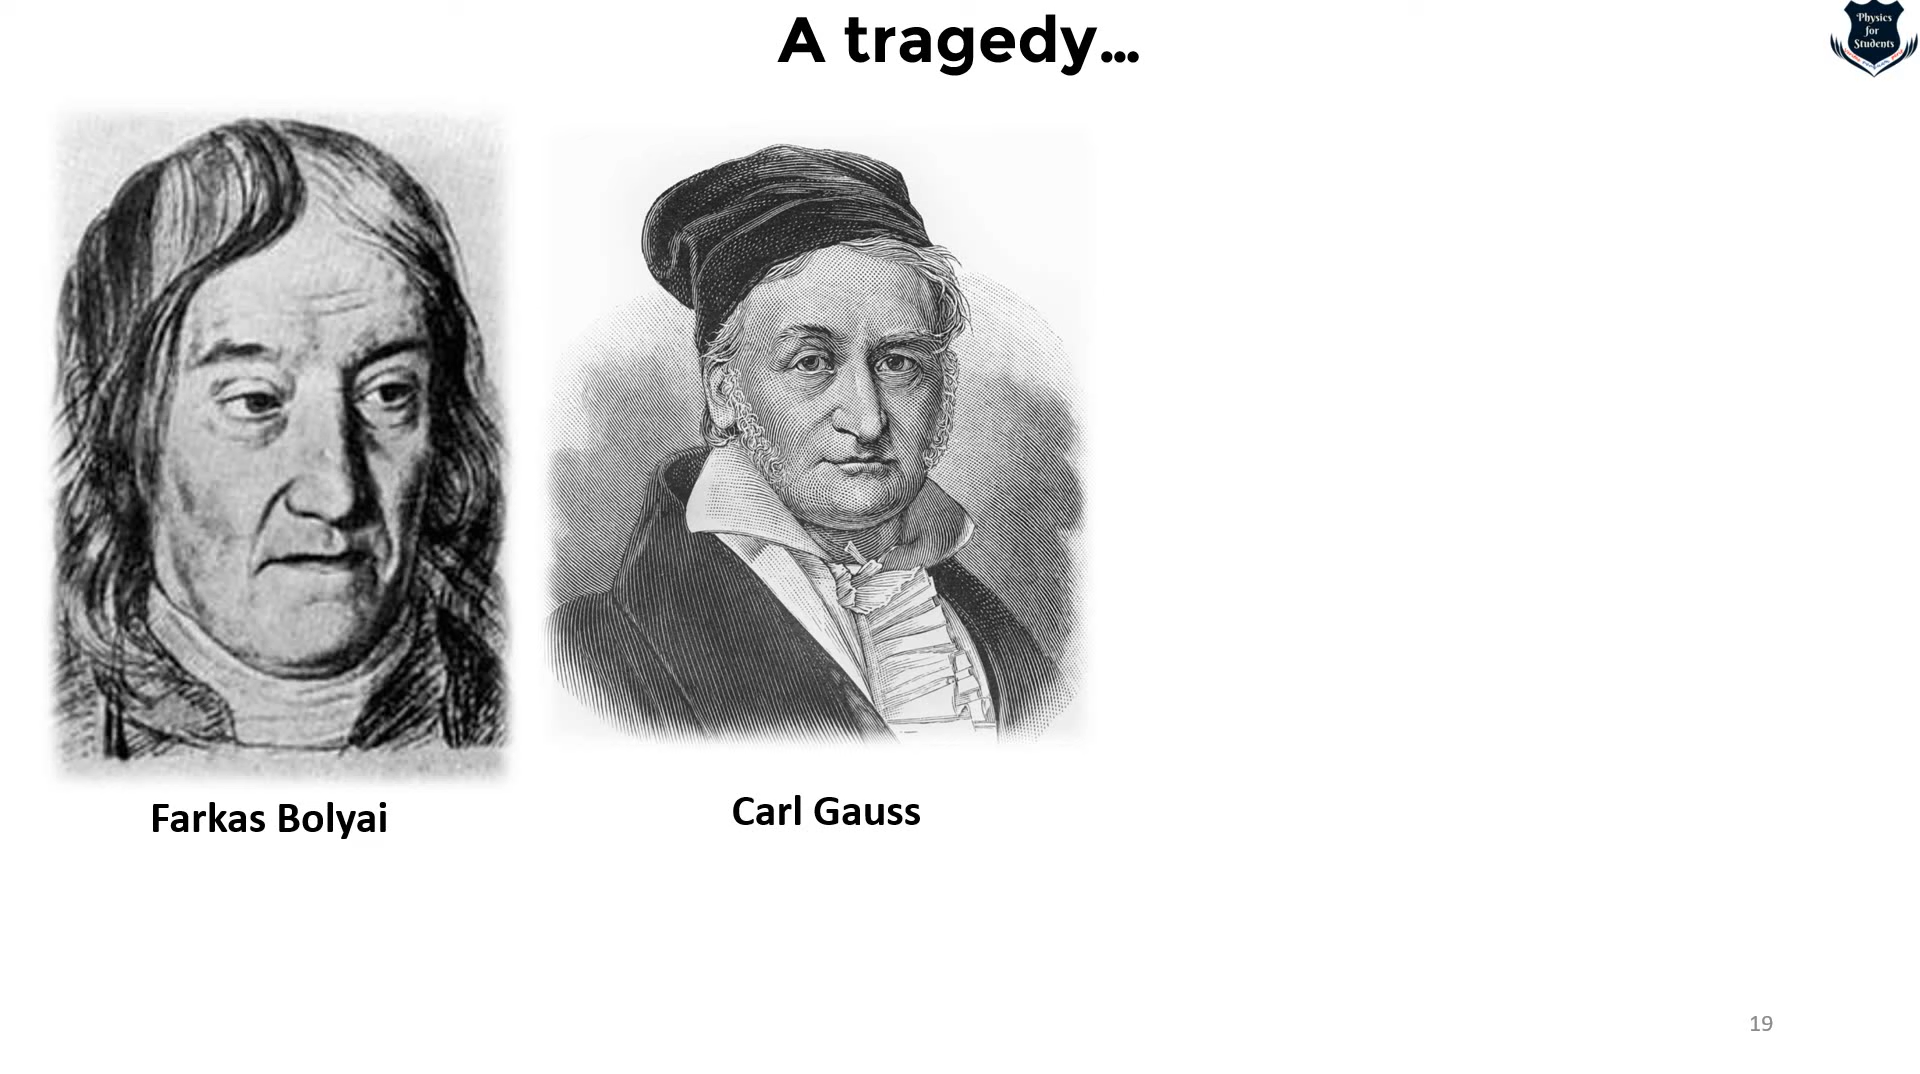 A tragedy...
Physics
for
Students
Farkas Bolyai
Carl Gauss
19